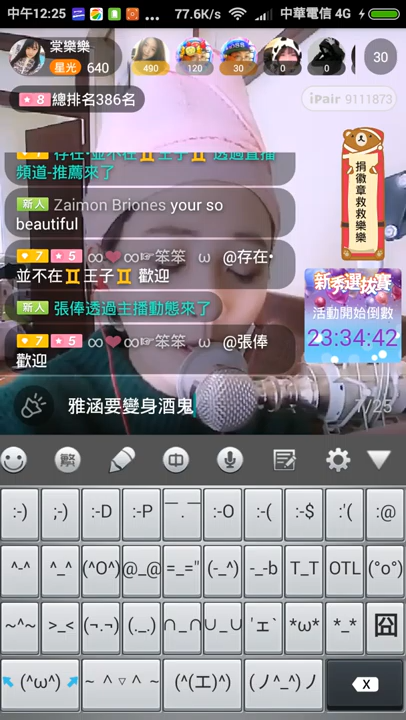 中午12:25 77.6K/s 中華電信 4G
棠樂樂
星光 640
490 120 30 0 0 30
8 總排名386名
iPair 9111873
7 存在•並不在♊王子♊ 透過直播
頻道-推薦來了
新人 Zaimon Briones your so
beautiful
7 5 ∞❤∞☞笨笨 ω @存在•
並不在♊王子♊ 歡迎
新人 張俸透過主播動態來了
7 5 ∞❤∞☞笨笨 ω @張俸
歡迎
捐徽章救救樂樂
新秀選拔賽
活動開始倒數
23:34:42
雅涵要變身酒鬼 7/25
繁 中
:-) ;-) :-D :-P ¯.¯ :-O :-( :-$ :'( :@
^-^ ^_^ (^O^) @_@ =_=" (-_^) -_-b T_T OTL (°o°)
~^~ >_< (¬.¬) (._.) ∩_∩ ∪_∪ 'ェ' *ω* *_* 囧
(^ω^) ~^▽^~ (^(エ)^) (ノ^_^)ノ X